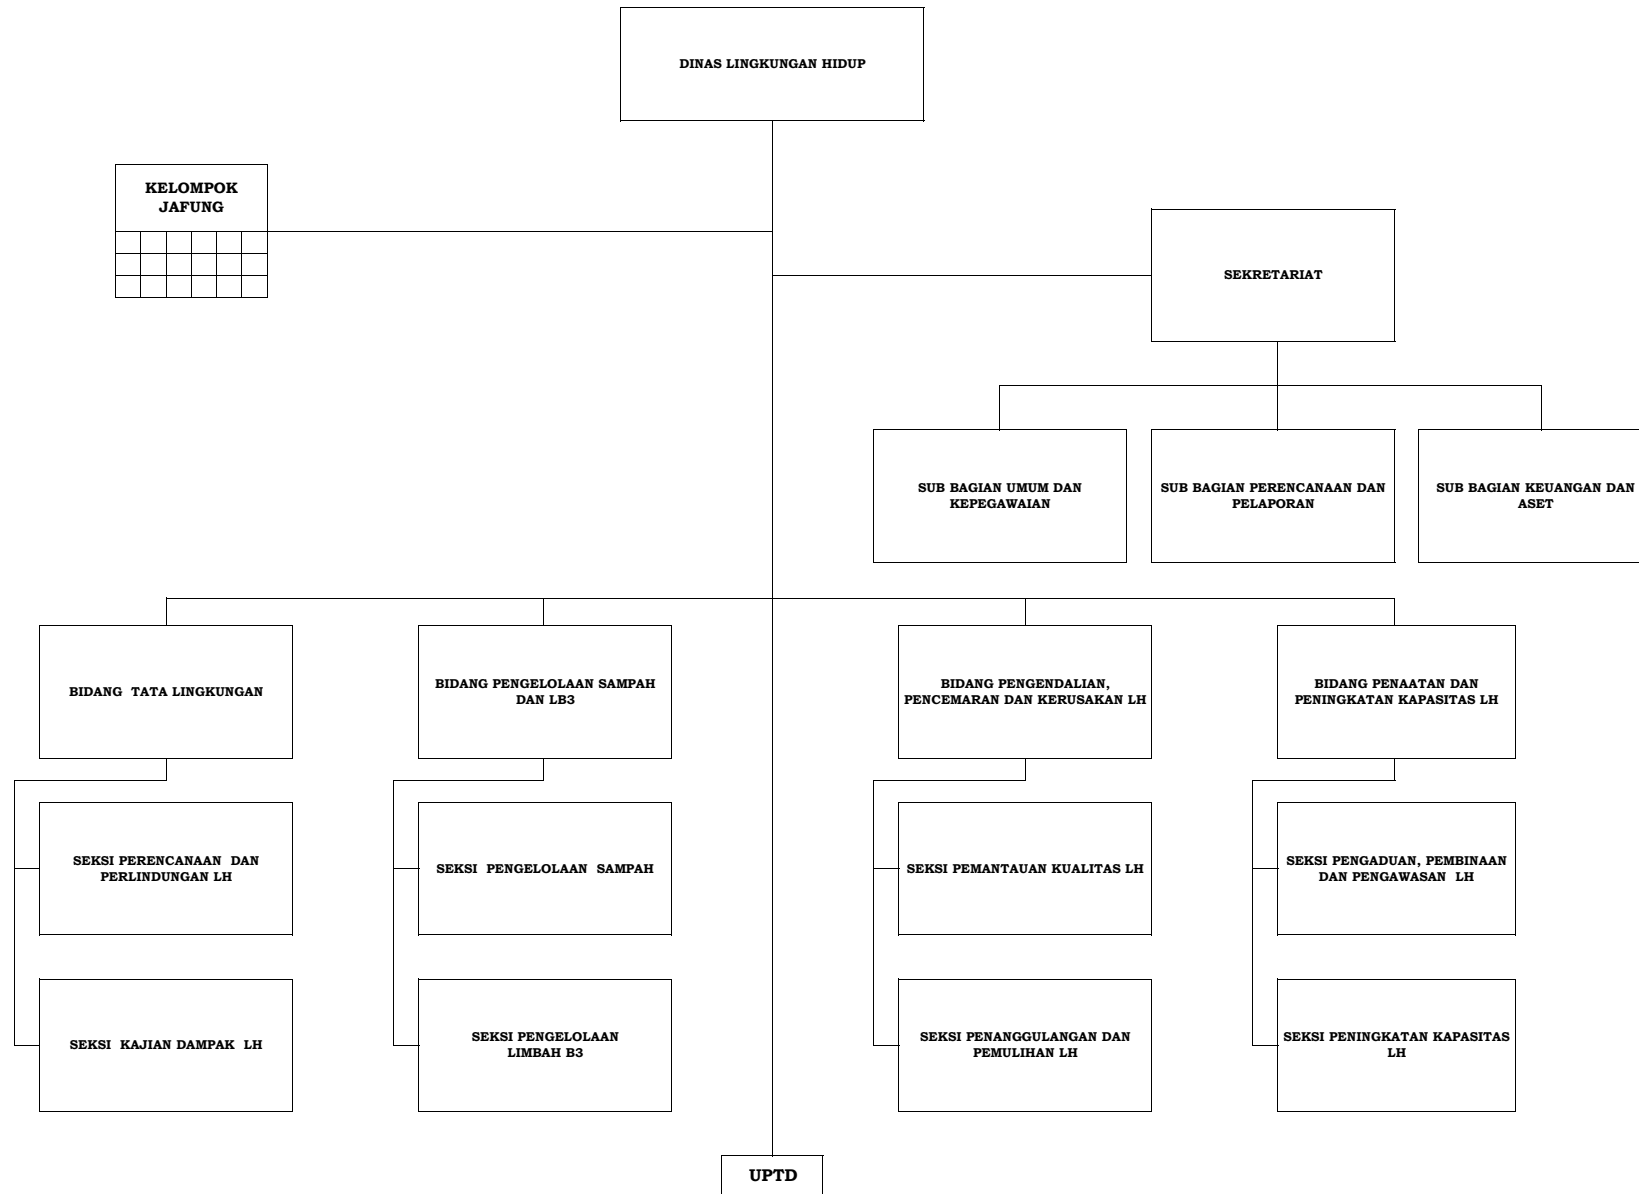 DINAS LINGKUNGAN HIDUP
KELOMPOK
JAFUNG
SEKRETARIAT
SUB BAGIAN UMUM DAN
KEPEGAWAIAN
SUB BAGIAN PERENCANAAN DAN
PELAPORAN
SUB BAGIAN KEUANGAN DAN
ASET
BIDANG TATA LINGKUNGAN
BIDANG PENGELOLAAN SAMPAH
DAN LB3
BIDANG PENGENDALIAN,
PENCEMARAN DAN KERUSAKAN LH
BIDANG PENAATAN DAN
PENINGKATAN KAPASITAS LH
SEKSI PERENCANAAN DAN
PERLINDUNGAN LH
SEKSI PENGELOLAAN SAMPAH
SEKSI PEMANTAUAN KUALITAS LH
SEKSI PENGADUAN, PEMBINAAN
DAN PENGAWASAN LH
SEKSI KAJIAN DAMPAK LH
SEKSI PENGELOLAAN
LIMBAH B3
SEKSI PENANGGULANGAN DAN
PEMULIHAN LH
SEKSI PENINGKATAN KAPASITAS
LH
UPTD